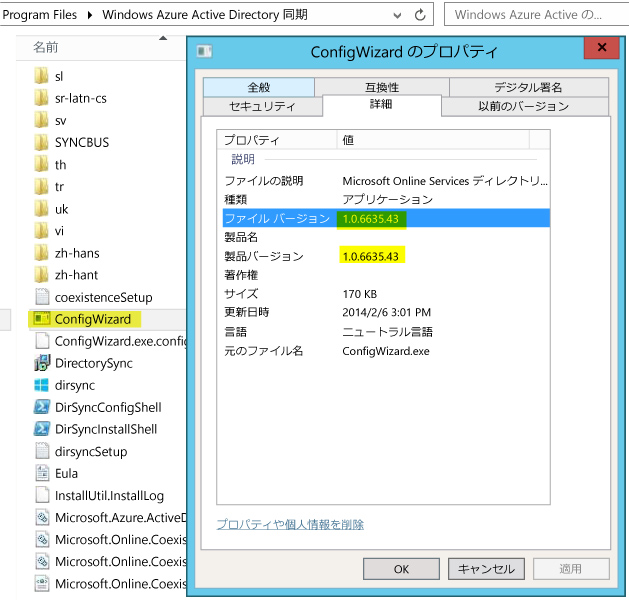 Program Files ▸ Windows Azure Active Directory 同期
Windows Azure Active の...
名前
sl
sr-latn-cs
sv
SYNCBUS
th
tr
uk
vi
zh-hans
zh-hant
coexistenceSetup
ConfigWizard
ConfigWizard.exe.config
DirectorySync
dirsync
DirSyncConfigShell
DirSyncInstallShell
dirsyncSetup
Eula
InstallUtil.InstallLog
Microsoft.Azure.ActiveD
Microsoft.Online.Coexis
Microsoft.Online.Coexis
Microsoft.Online.Coexis
ConfigWizard のプロパティ
全般 互換性 デジタル署名
セキュリティ 詳細 以前のバージョン
プロパティ 値
説明
ファイルの説明 Microsoft Online Services ディレクトリ...
種類 アプリケーション
ファイル バージョン 1.0.6635.43
製品名
製品バージョン 1.0.6635.43
著作権
サイズ 170 KB
更新日時 2014/2/6 3:01 PM
言語 ニュートラル言語
元のファイル名 ConfigWizard.exe
プロパティや個人情報を削除
OK キャンセル 適用